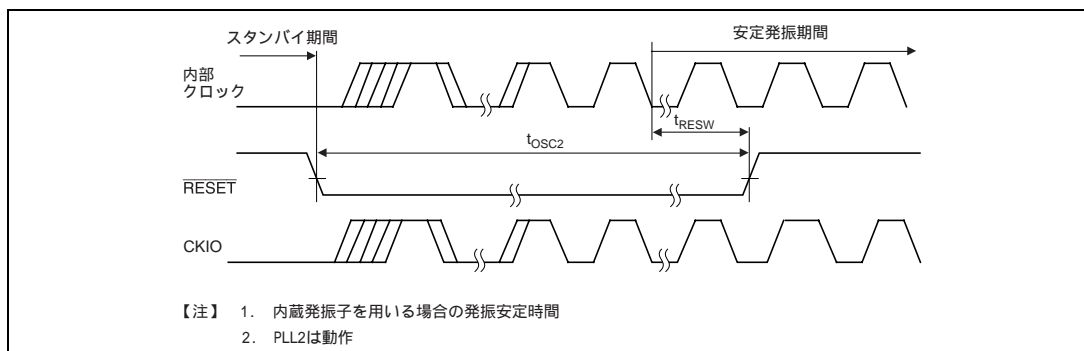 スタンバイ期間
安定発振期間
内部
クロック
tRESW
tOSC2
RESET
CKIO
【注】 1. 内蔵発振子を用いる場合の発振安定時間
2. PLL2は動作